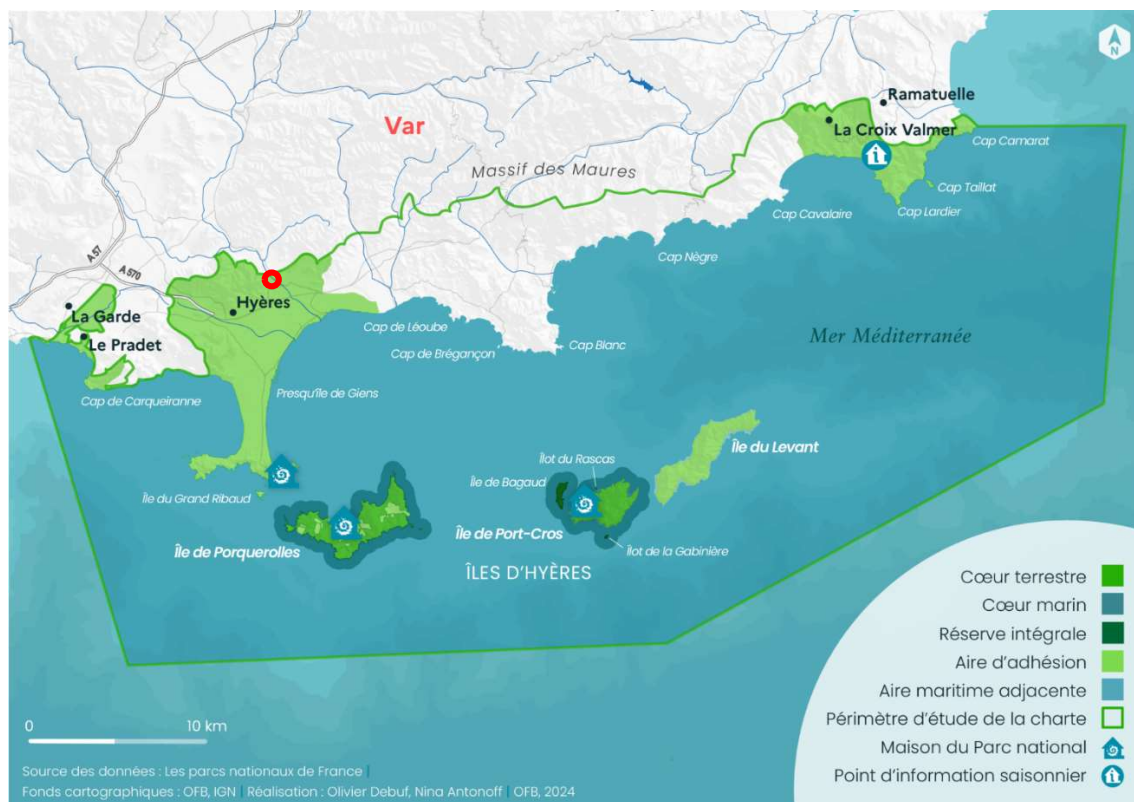 N
Ramatuelle
Var
La Croix Valmer
Cap Camarat
Massif des Maures
Cap Taillat
Cap Lardier
Cap Cavalaire
A 57
Cap Nègre
A 570
Hyères
La Garde
Cap de Léoube
Mer Méditerranée
Le Pradet
Cap Blanc
Cap de Brégançon
Presqu'île de Giens
Cap de Carqueiranne
Île du Levant
Îlot du Rascas
Île de Bagaud
Île du Grand Ribaud
Île de Port-Cros
Île de Porquerolles
Îlot de la Gabinière
ÎLES D'HYÈRES
Cœur terrestre
Cœur marin
Réserve intégrale
Aire d'adhésion
Aire maritime adjacente
Périmètre d'étude de la charte
Maison du Parc national
Point d'information saisonnier
0 10 km
Source des données : Les parcs nationaux de France |
Fonds cartographiques : OFB, IGN | Réalisation : Olivier Debuf, Nina Antonoff | OFB, 2024